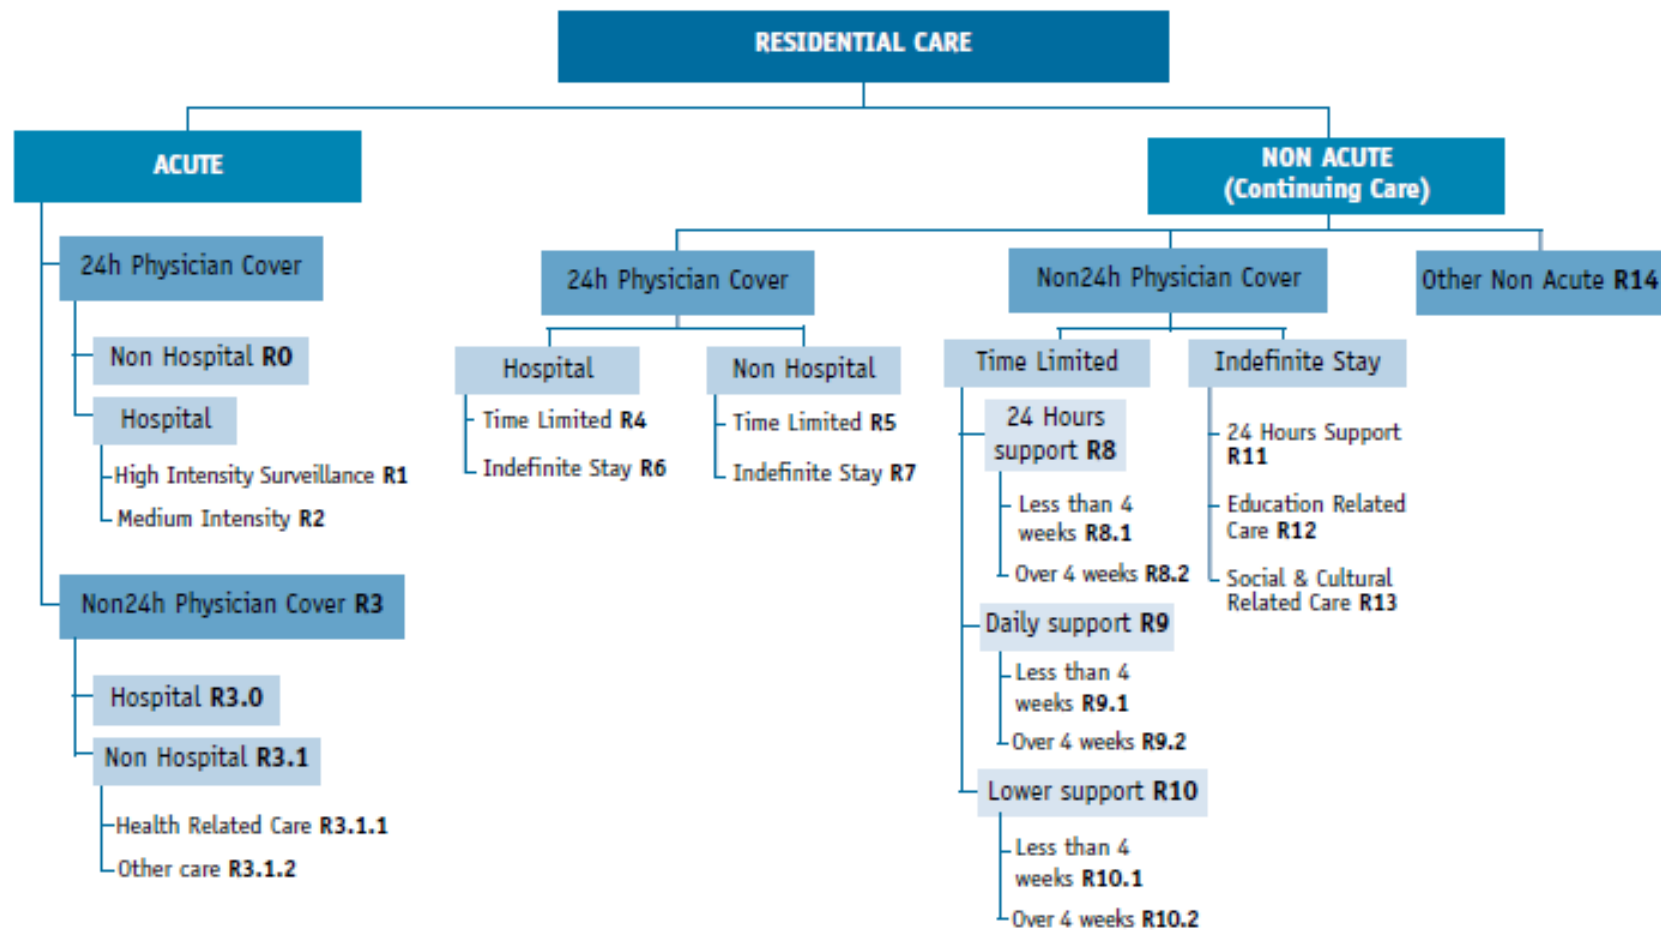 RESIDENTIAL CARE
ACUTE
24h Physician Cover
Non Hospital R0
Hospital
High Intensity Surveillance R1
Medium Intensity R2
Non24h Physician Cover R3
Hospital R3.0
Non Hospital R3.1
Health Related Care R3.1.1
Other care R3.1.2
NON ACUTE
(Continuing Care)
24h Physician Cover
Hospital
Time Limited R4
Indefinite Stay R6
Non Hospital
Time Limited R5
Indefinite Stay R7
Non24h Physician Cover
Time Limited
24 Hours
support R8
Less than 4
weeks R8.1
Over 4 weeks R8.2
Daily support R9
Less than 4
weeks R9.1
Over 4 weeks R9.2
Lower support R10
Less than 4
weeks R10.1
Over 4 weeks R10.2
Indefinite Stay
24 Hours Support
R11
Education Related
Care R12
Social & Cultural
Related Care R13
Other Non Acute R14